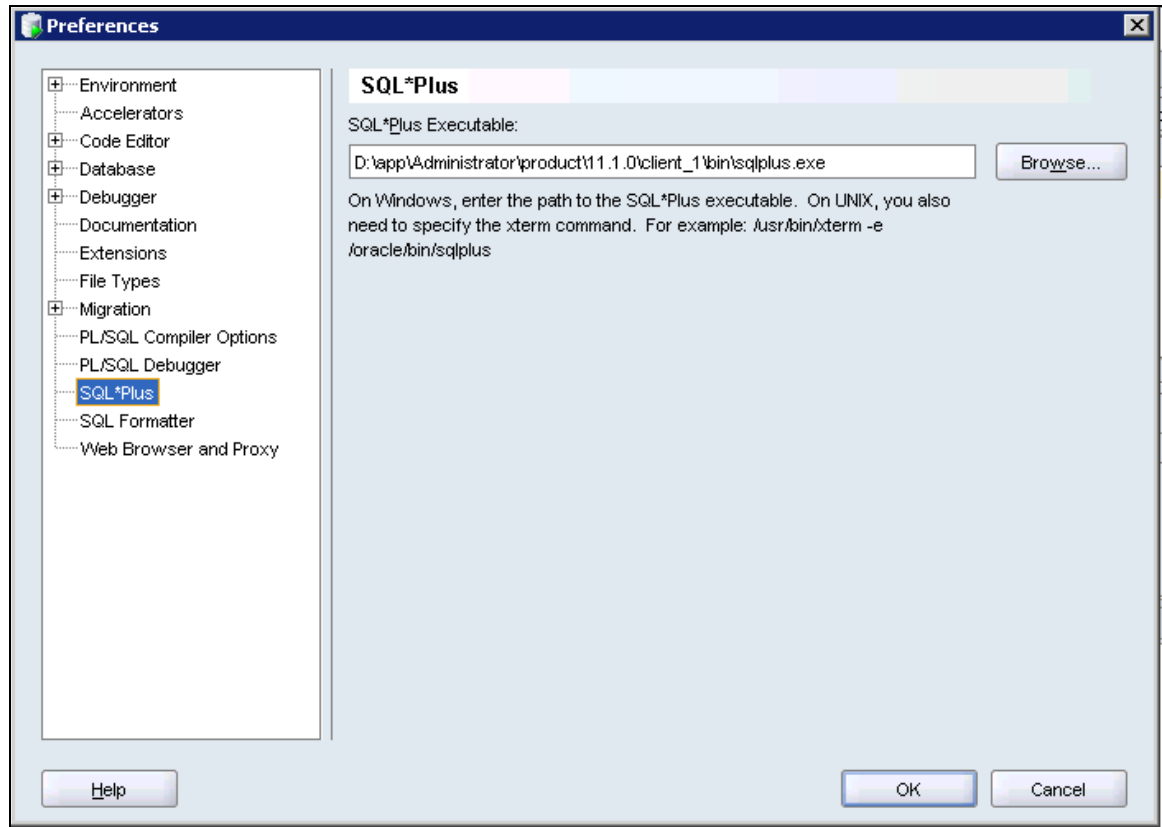 Preferences
Environment
Accelerators
Code Editor
Database
Debugger
Documentation
Extensions
File Types
Migration
PL/SQL Compiler Options
PL/SQL Debugger
SQL*Plus
SQL Formatter
Web Browser and Proxy
SQL*Plus
SQL*Plus Executable:
D:\app\Administrator\product\11.1.0\client_1\bin\sqlplus.exe
Browse...
On Windows, enter the path to the SQL*Plus executable.  On UNIX, you also
need to specify the xterm command.  For example: /usr/bin/xterm -e
/oracle/bin/sqlplus
Help
OK
Cancel